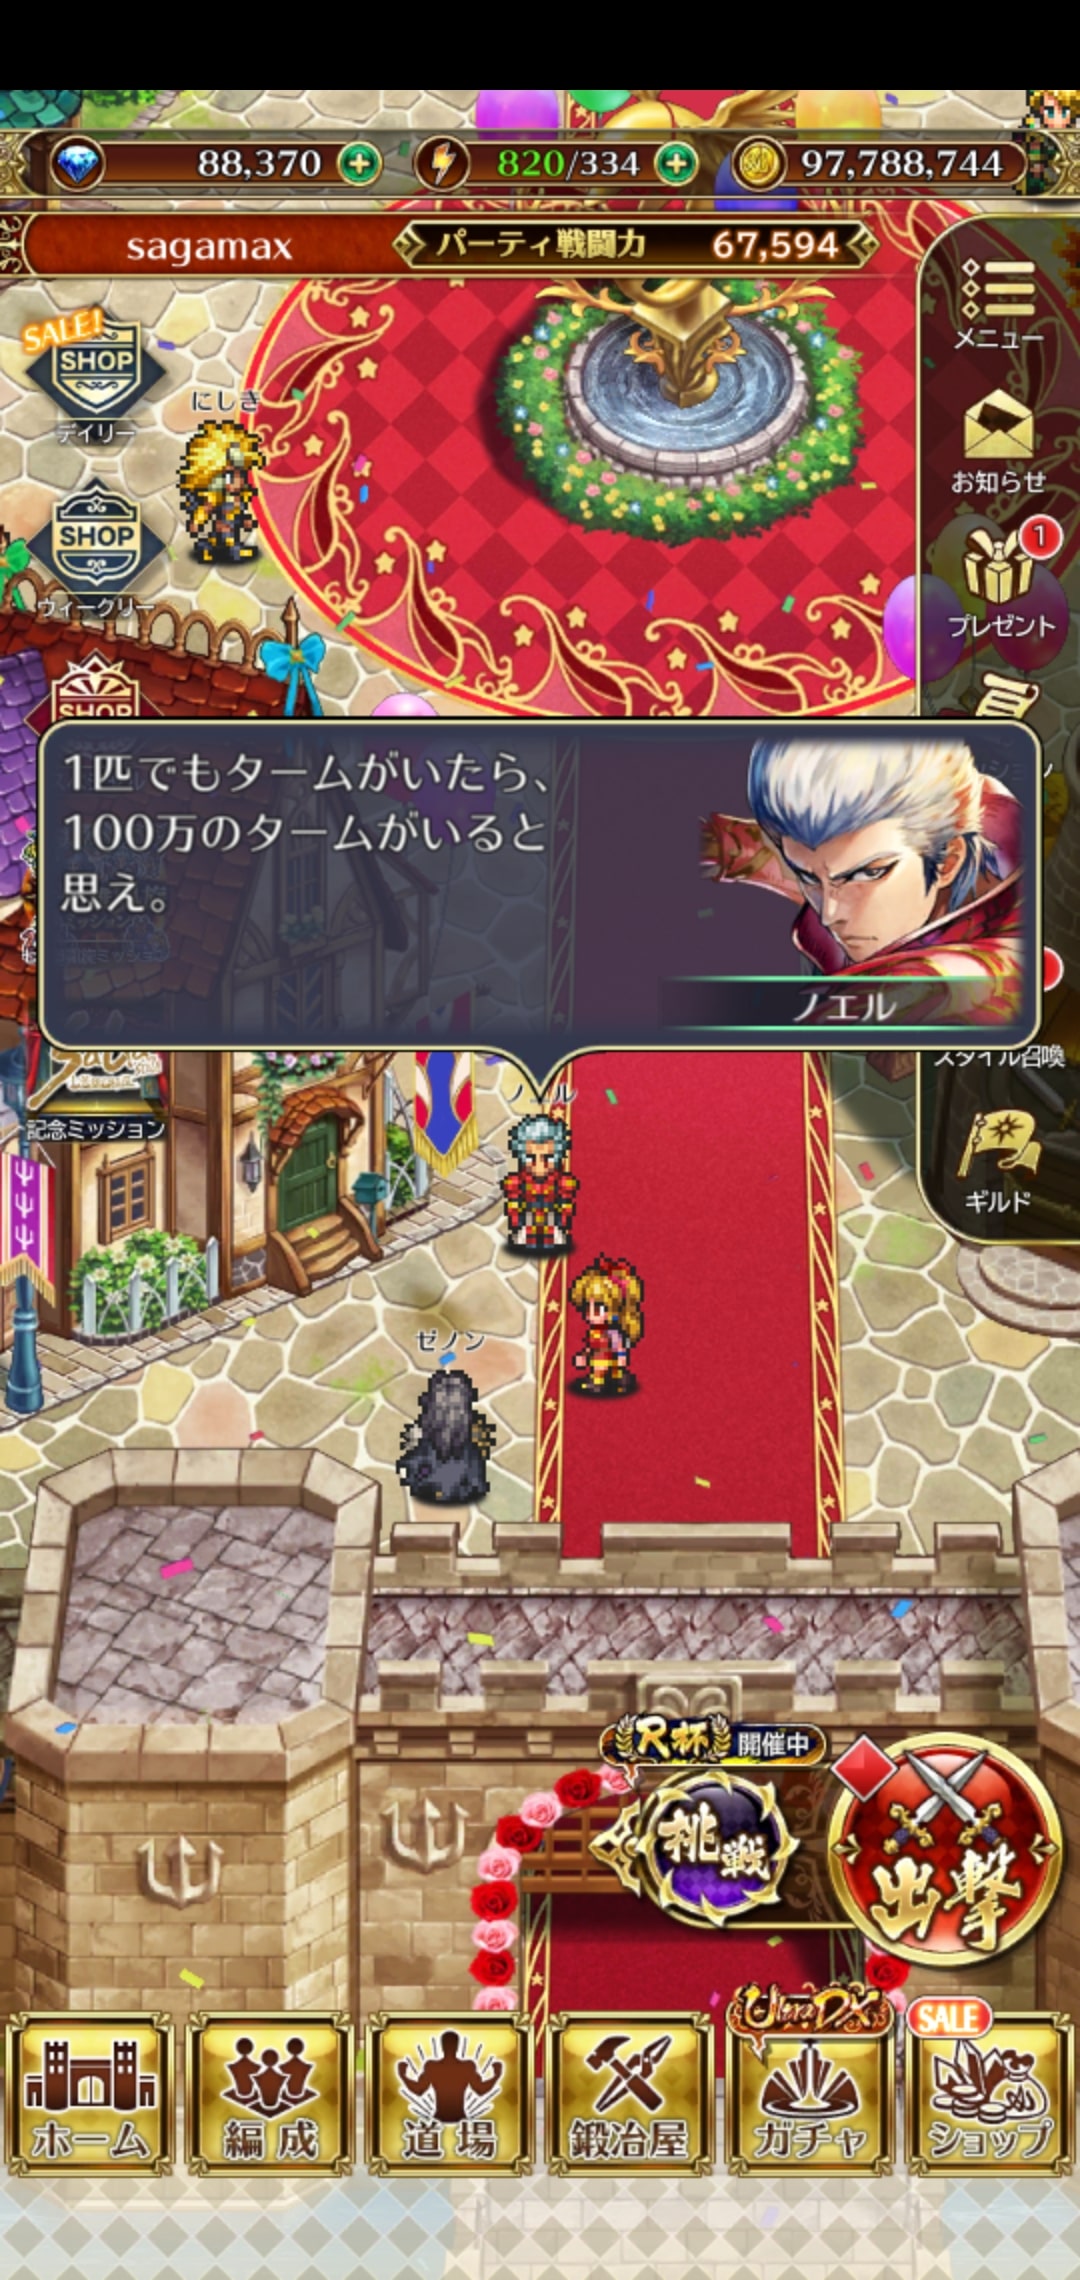 88,370
820/334
97,788,744
sagamax
パーティ戦闘力 67,594
メニュー
SALE!
SHOP
デイリー
にしき
お知らせ
SHOP
ウィークリー
1
プレゼント
SHOP
1匹でもタームがいたら、
100万のタームがいると
思え。
ノエル
スタイル召喚
記念ミッション
ノエル
ギルド
ゼノン
R杯 開催中
挑戦
出撃
Ultra DX
SALE
ホーム
編成
道場
鍛冶屋
ガチャ
ショップ